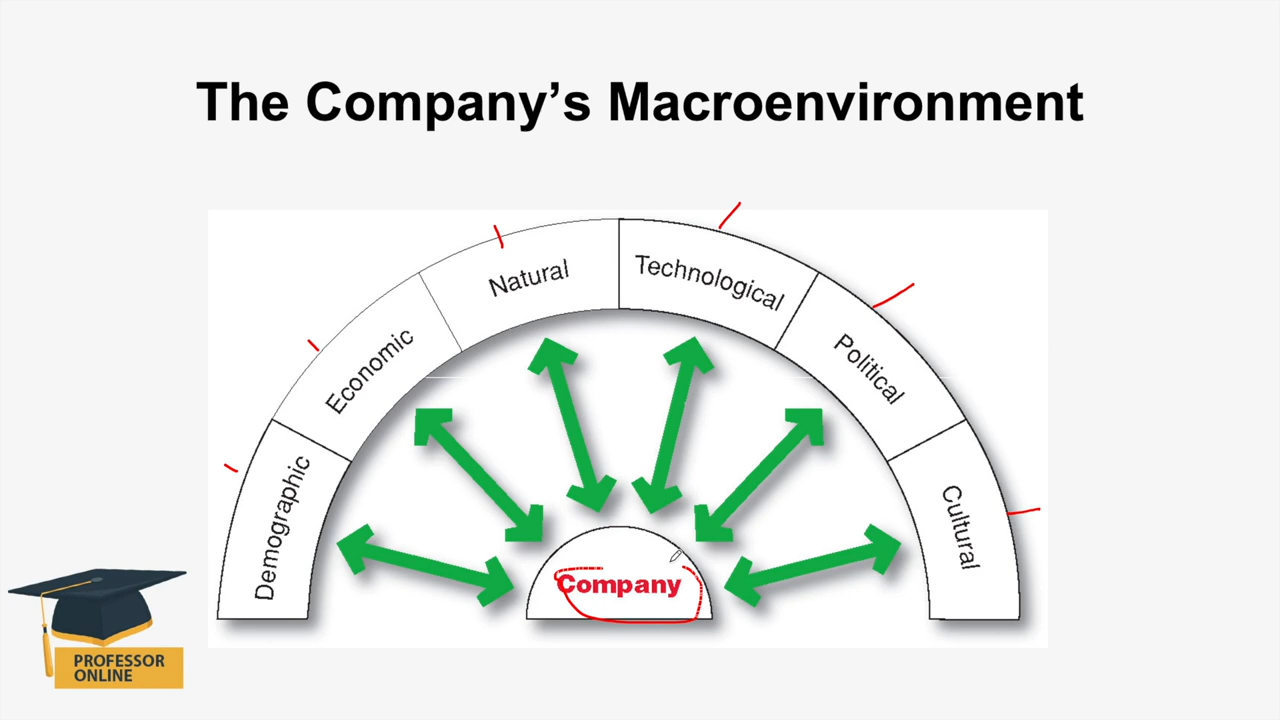 The Company’s Macroenvironment
Demographic
Economic
Natural
Technological
Political
Cultural
Company
PROFESSOR
ONLINE